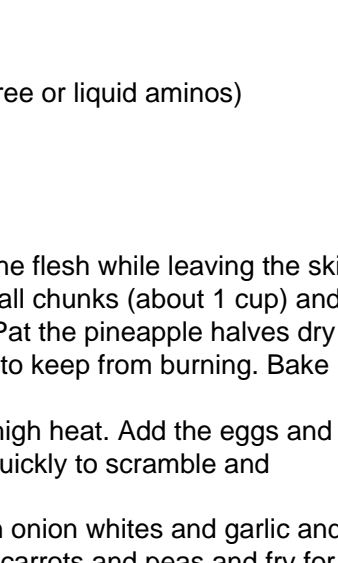 ree or liquid aminos)
ne flesh while leaving the ski
all chunks (about 1 cup) and
Pat the pineapple halves dry
to keep from burning. Bake
high heat. Add the eggs and
uickly to scramble and
n onion whites and garlic and
carrots and peas and fry for